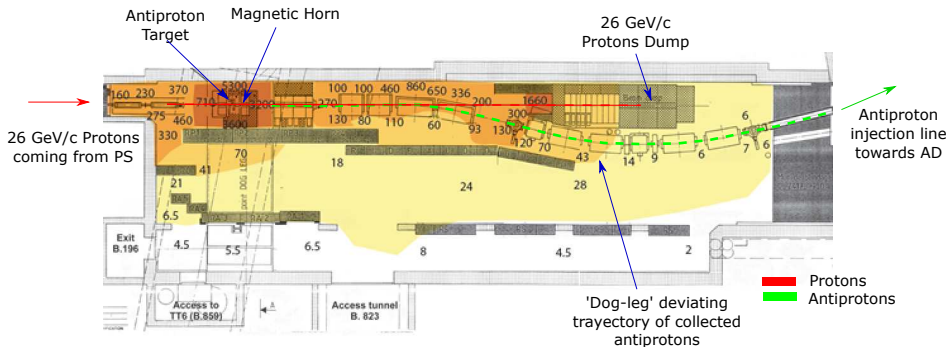 Antiproton
Target
Magnetic Horn
26 GeV/c
Protons Dump
26 GeV/c Protons
coming from PS
Antiproton
injection line
towards AD
160
230
370
275
460
330
710
5300
3200
3600
270
100
100
460
860
650
336
200
1660
130
80
110
60
93
300
130
120
70
43
14
9
6
7
6
6
70
41
21
6.5
18
24
28
4.5
5.5
6.5
8
4.5
2
Exit
B.196
Access to
TT6 (B.859)
Access tunnel
B. 823
'Dog-leg' deviating
trajectory of collected
antiprotons
Protons
Antiprotons